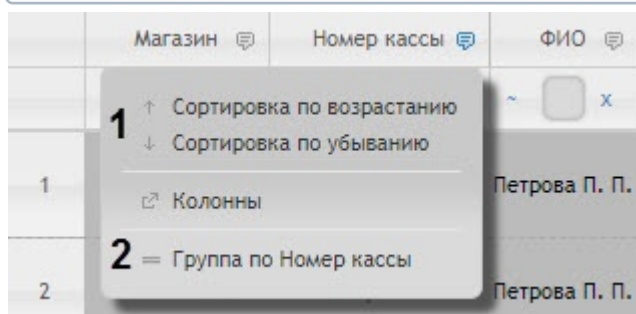 Магазин Номер кассы ФИО
~ x
1 ↑ Сортировка по возрастанию
↓ Сортировка по убыванию
1 Петрова П. П.
Колонны
2 = Группа по Номер кассы
2 Петрова П. П.